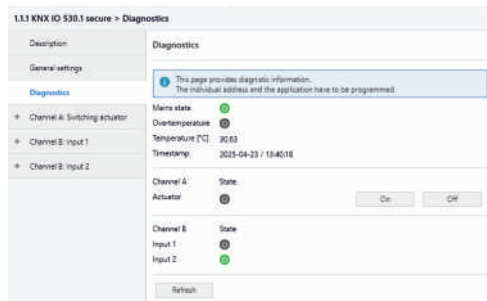 1.1.1 KNX IO 530.1 secure > Diagnostics
Description
General settings
Diagnostics
+ Channel A: Switching actuator
+ Channel B: Input 1
+ Channel B: Input 2
Diagnostics
This page provides diagnostic information.
The individual address and the application have to be programmed.
Mains state
Overtemperature
Temperature [°C] 30.63
Timestamp 2025-04-23 / 13:40:18
Channel A State
Actuator On Off
Channel B State
Input 1
Input 2
Refresh